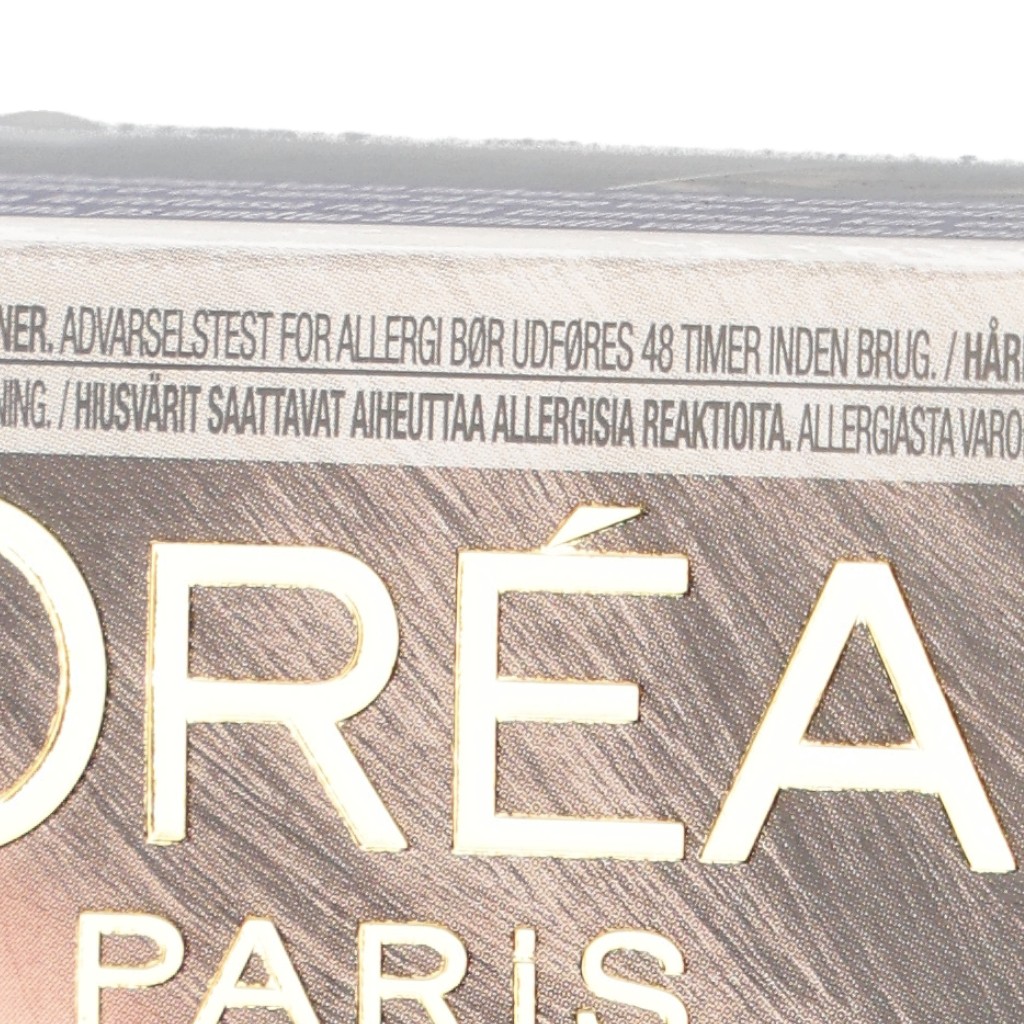 NER. ADVARSELSTEST FOR ALLERGI BØR UDFØRES 48 TIMER INDEN BRUG. / HÅR
NING. / HIUSVÄRIT SAATTAVAT AIHEUTTAA ALLERGISIA REAKTIOITA. ALLERGIASTA VARO
ORÉA
PARIS